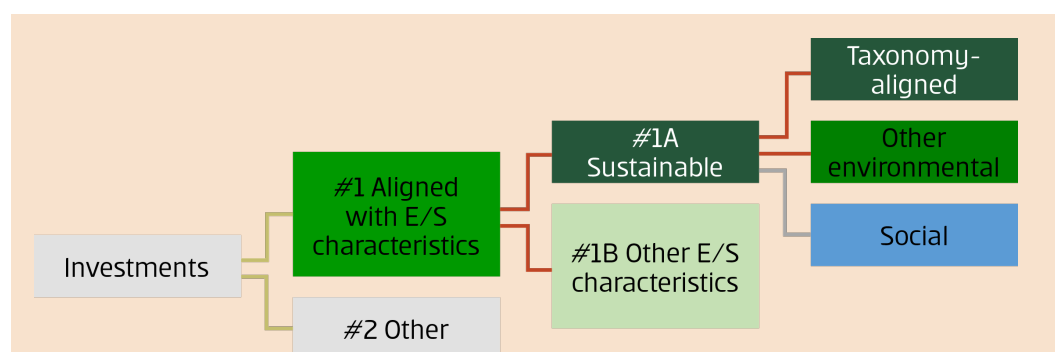 Investments
#1 Aligned
with E/S
characteristics
#2 Other
#1A
Sustainable
#1B Other E/S
characteristics
Taxonomy-
aligned
Other
environmental
Social